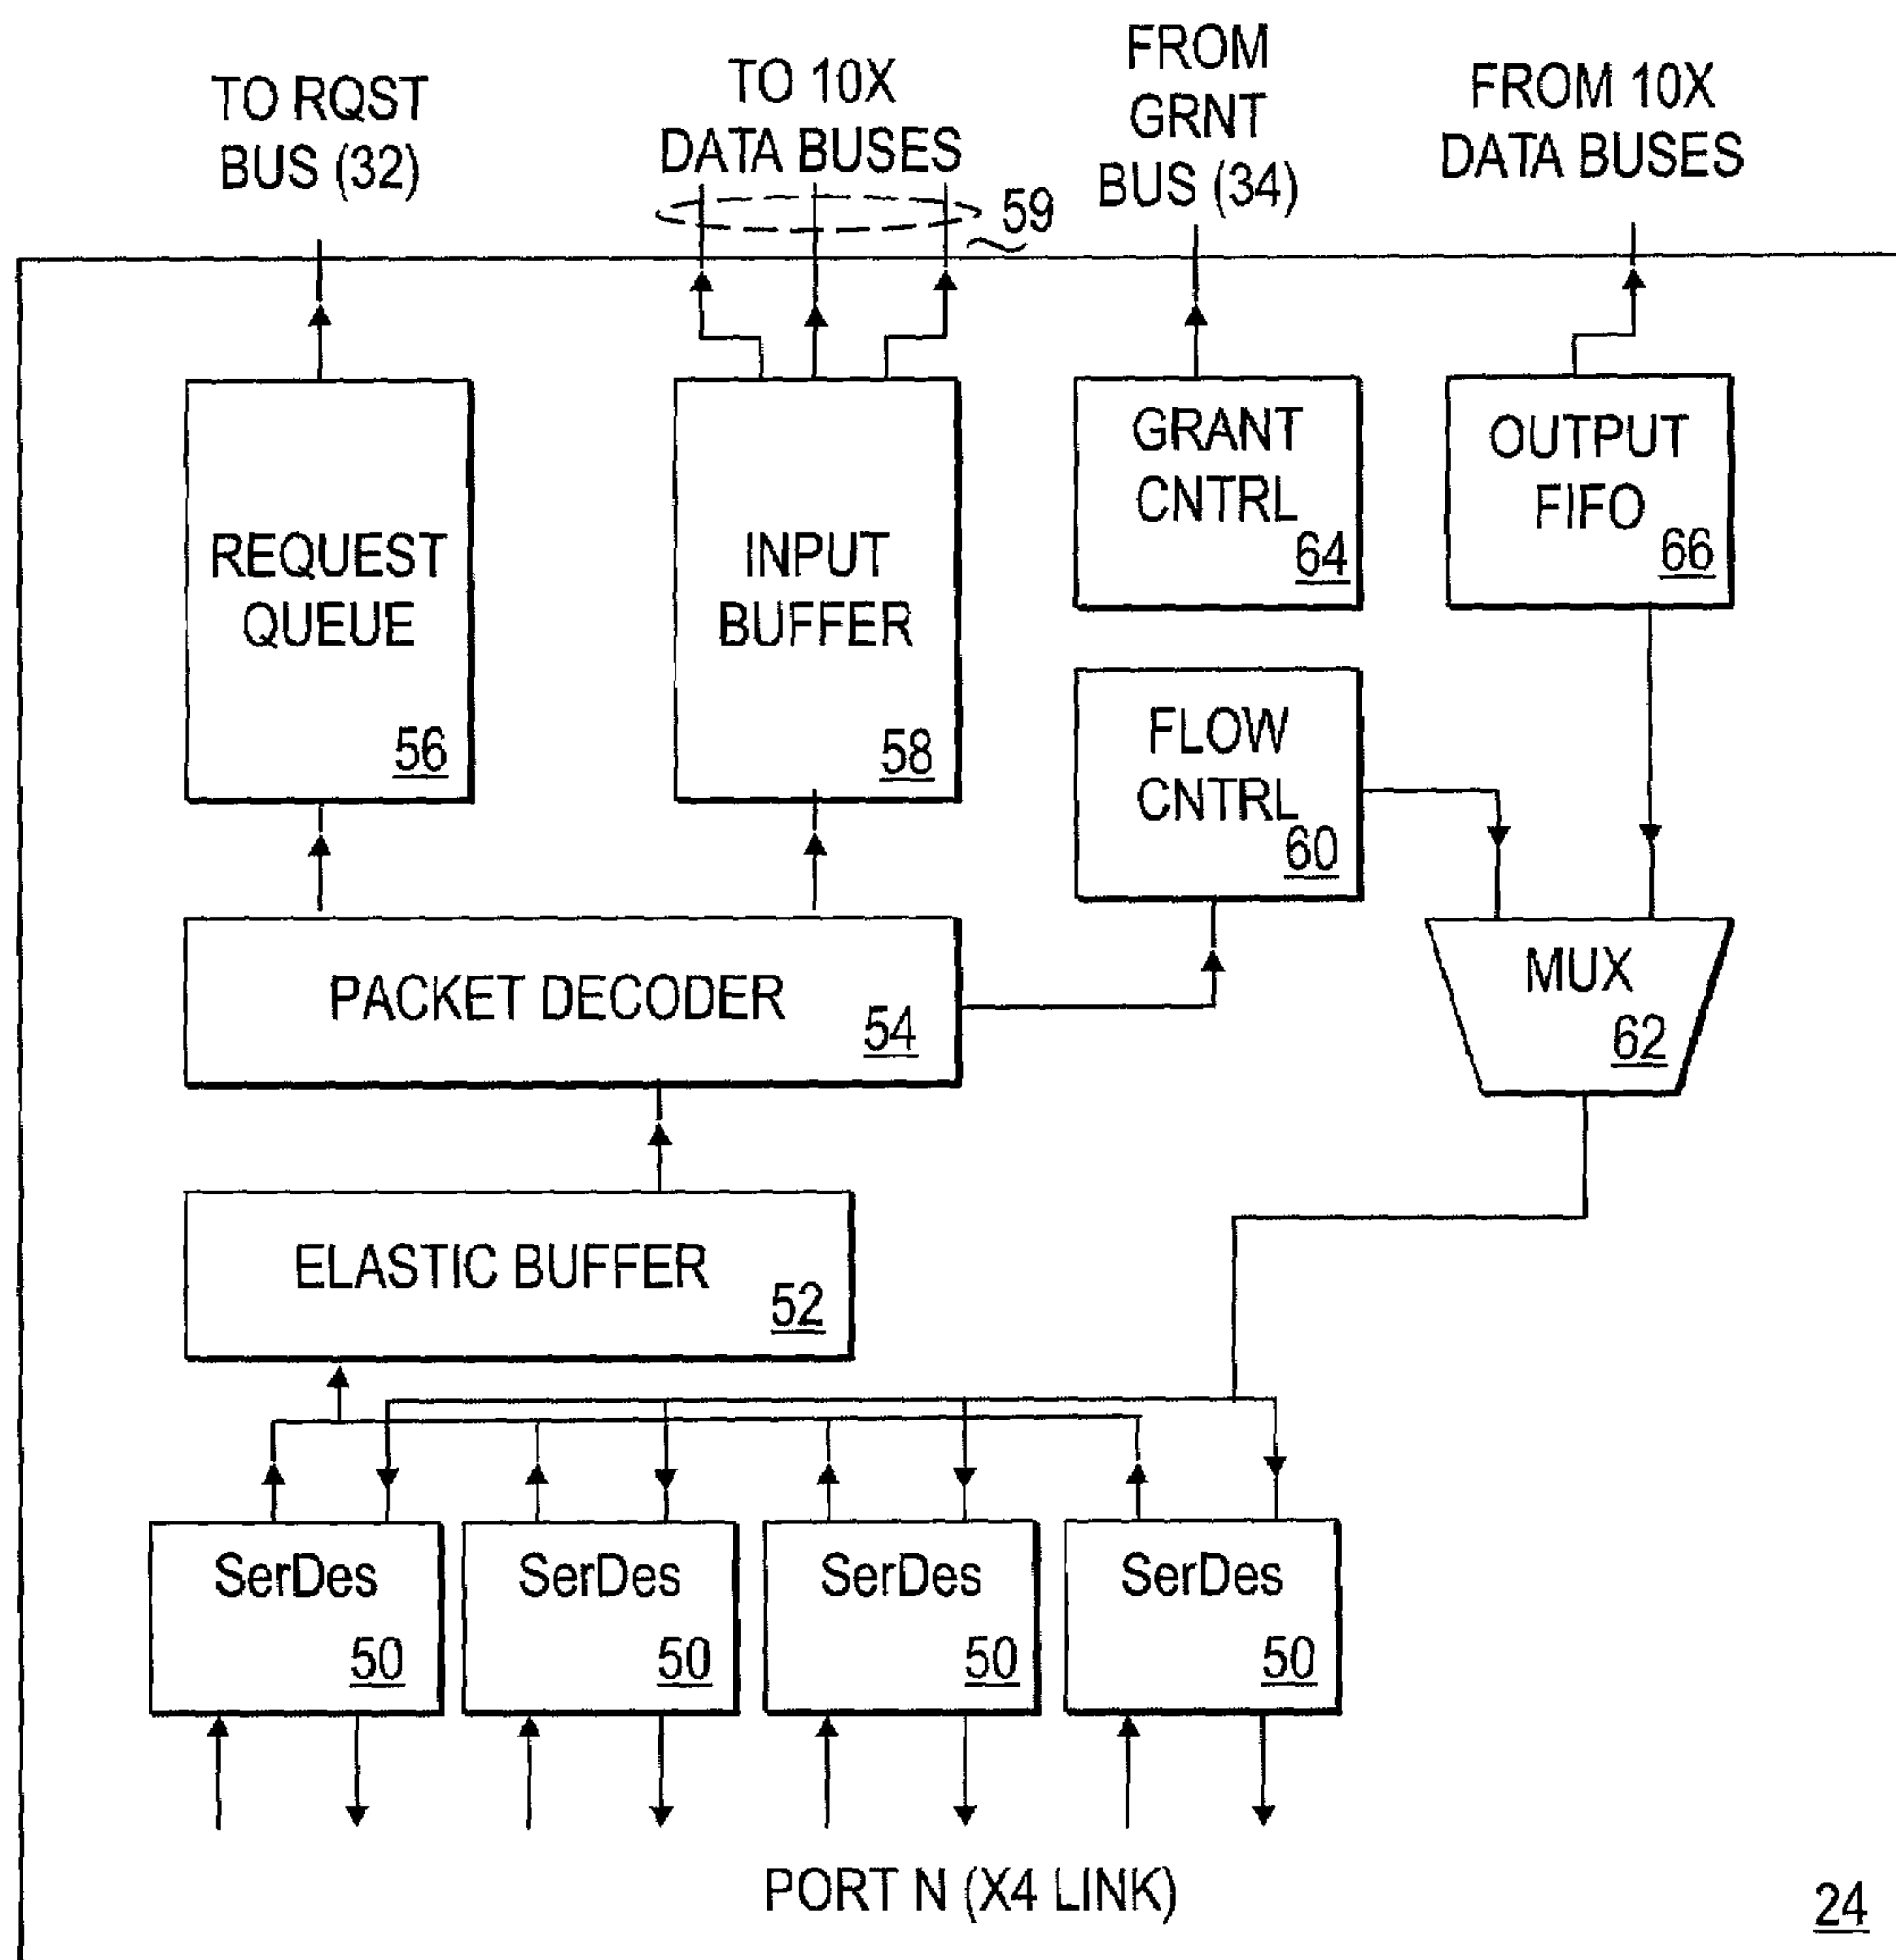 TO RQST
BUS (32)
TO 10X
DATA BUSES
FROM
GRNT
BUS (34)
FROM 10X
DATA BUSES
59
REQUEST
QUEUE
56
INPUT
BUFFER
58
GRANT
CNTRL
64
OUTPUT
FIFO
66
FLOW
CNTRL
60
PACKET DECODER
54
MUX
62
ELASTIC BUFFER
52
SerDes
50
SerDes
50
SerDes
50
SerDes
50
PORT N (X4 LINK)
24